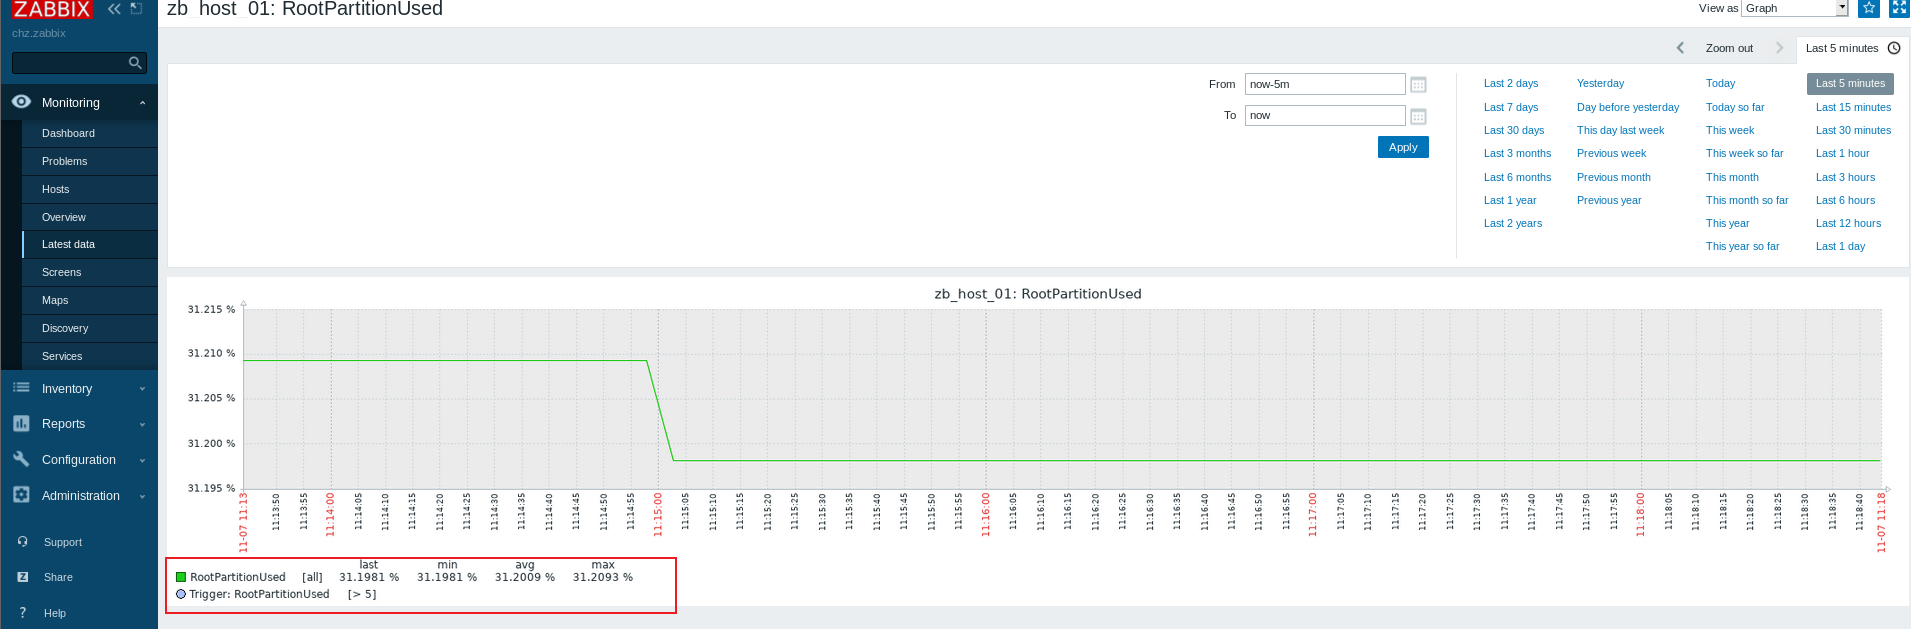 ZABBIX
zb_host_01: RootPartitionUsed
View as Graph
chz.zabbix
Zoom out
Last 5 minutes
From now-5m
To now
Apply
Last 2 days Yesterday Today Last 5 minutes
Last 7 days Day before yesterday Today so far Last 15 minutes
Last 30 days This day last week This week Last 30 minutes
Last 3 months Previous week This week so far Last 1 hour
Last 6 months Previous month This month Last 3 hours
Last 1 year Previous year This month so far Last 6 hours
Last 2 years This year Last 12 hours
This year so far Last 1 day
Monitoring
Dashboard
Problems
Hosts
Overview
Latest data
Screens
Maps
Discovery
Services
Inventory
Reports
Configuration
Administration
Support
Z Share
? Help
zb_host_01: RootPartitionUsed
31.215 %
31.210 %
31.205 %
31.200 %
31.195 %
11-07 11:13
11:13:50
11:13:55
11:14:00
11:14:05
11:14:10
11:14:15
11:14:20
11:14:25
11:14:30
11:14:35
11:14:40
11:14:45
11:14:50
11:14:55
11:15:00
11:15:05
11:15:10
11:15:15
11:15:20
11:15:25
11:15:30
11:15:35
11:15:40
11:15:45
11:15:50
11:15:55
11:16:00
11:16:05
11:16:10
11:16:15
11:16:20
11:16:25
11:16:30
11:16:35
11:16:40
11:16:45
11:16:50
11:16:55
11:17:00
11:17:05
11:17:10
11:17:15
11:17:20
11:17:25
11:17:30
11:17:35
11:17:40
11:17:45
11:17:50
11:17:55
11:18:00
11:18:05
11:18:10
11:18:15
11:18:20
11:18:25
11:18:30
11:18:35
11:18:40
11-07 11:18
last min avg max
RootPartitionUsed [all] 31.1981 % 31.1981 % 31.2009 % 31.2093 %
Trigger: RootPartitionUsed [> 5]